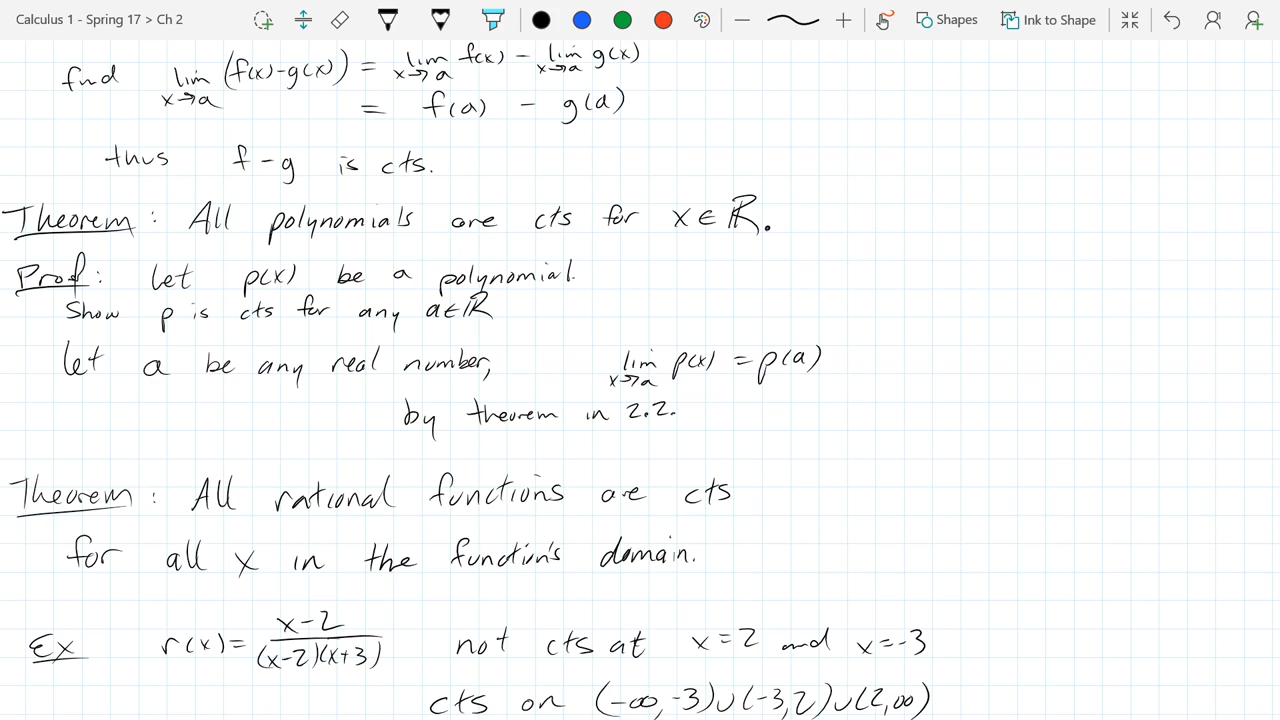 Calculus 1 - Spring 17 > Ch 2
Shapes
Ink to Shape
find lim x→a (f(x)-g(x)) = lim x→a f(x) - lim x→a g(x)
= f(a) - g(a)
thus f-g is cts.
Theorem: All polynomials are cts for x∈ℝ.
Proof: Let p(x) be a polynomial.
Show p is cts for any a∈ℝ
Let a be any real number, lim x→a p(x) = p(a)
by theorem in 2.2.
Theorem: All rational functions are cts
for all x in the function's domain.
Ex r(x) = (x-2)/((x-2)(x+3)) not cts at x=2 and x=-3
cts on (-∞,-3)∪(-3,2)∪(2,∞)